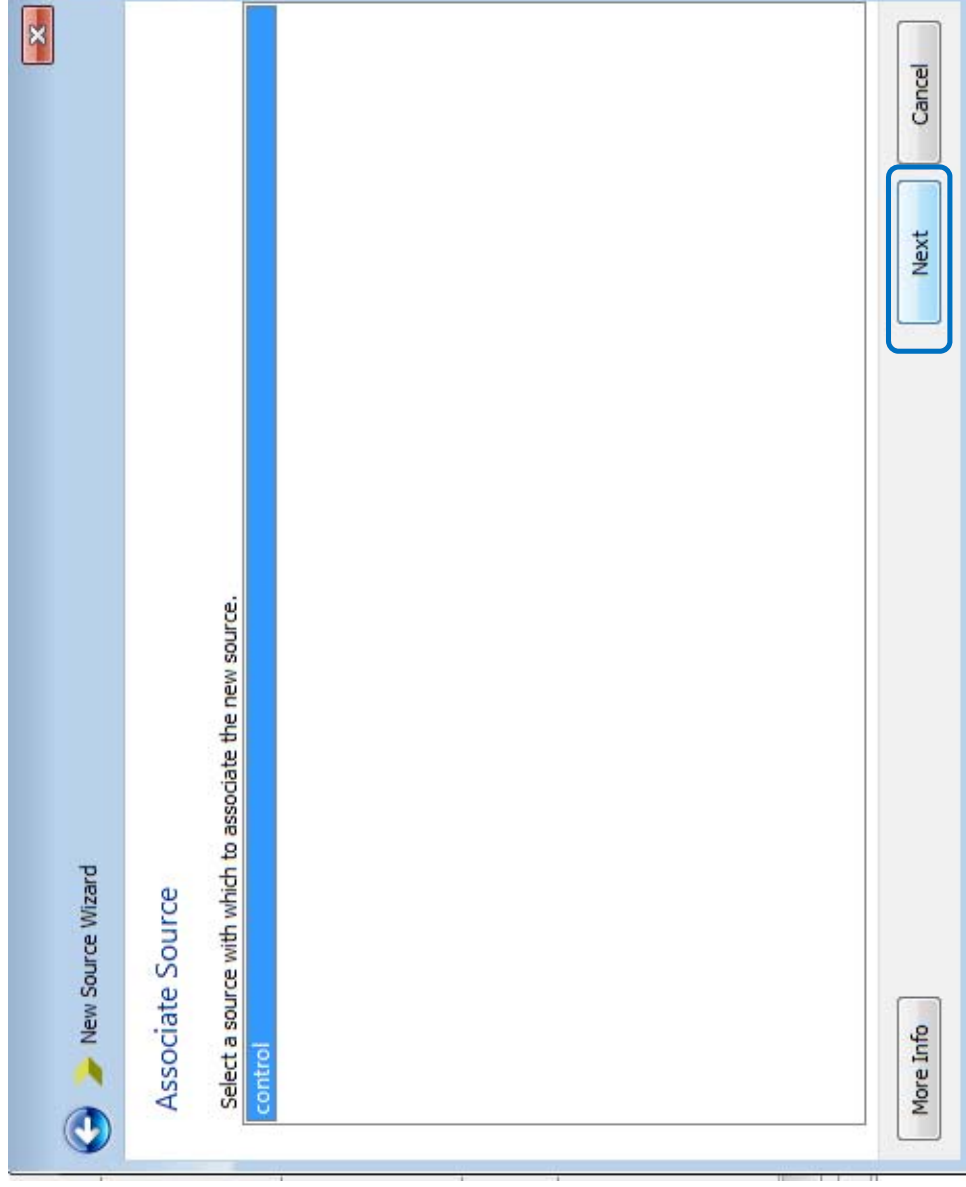 New Source Wizard
Associate Source
Select a source with which to associate the new source.
control
More Info
Next
Cancel